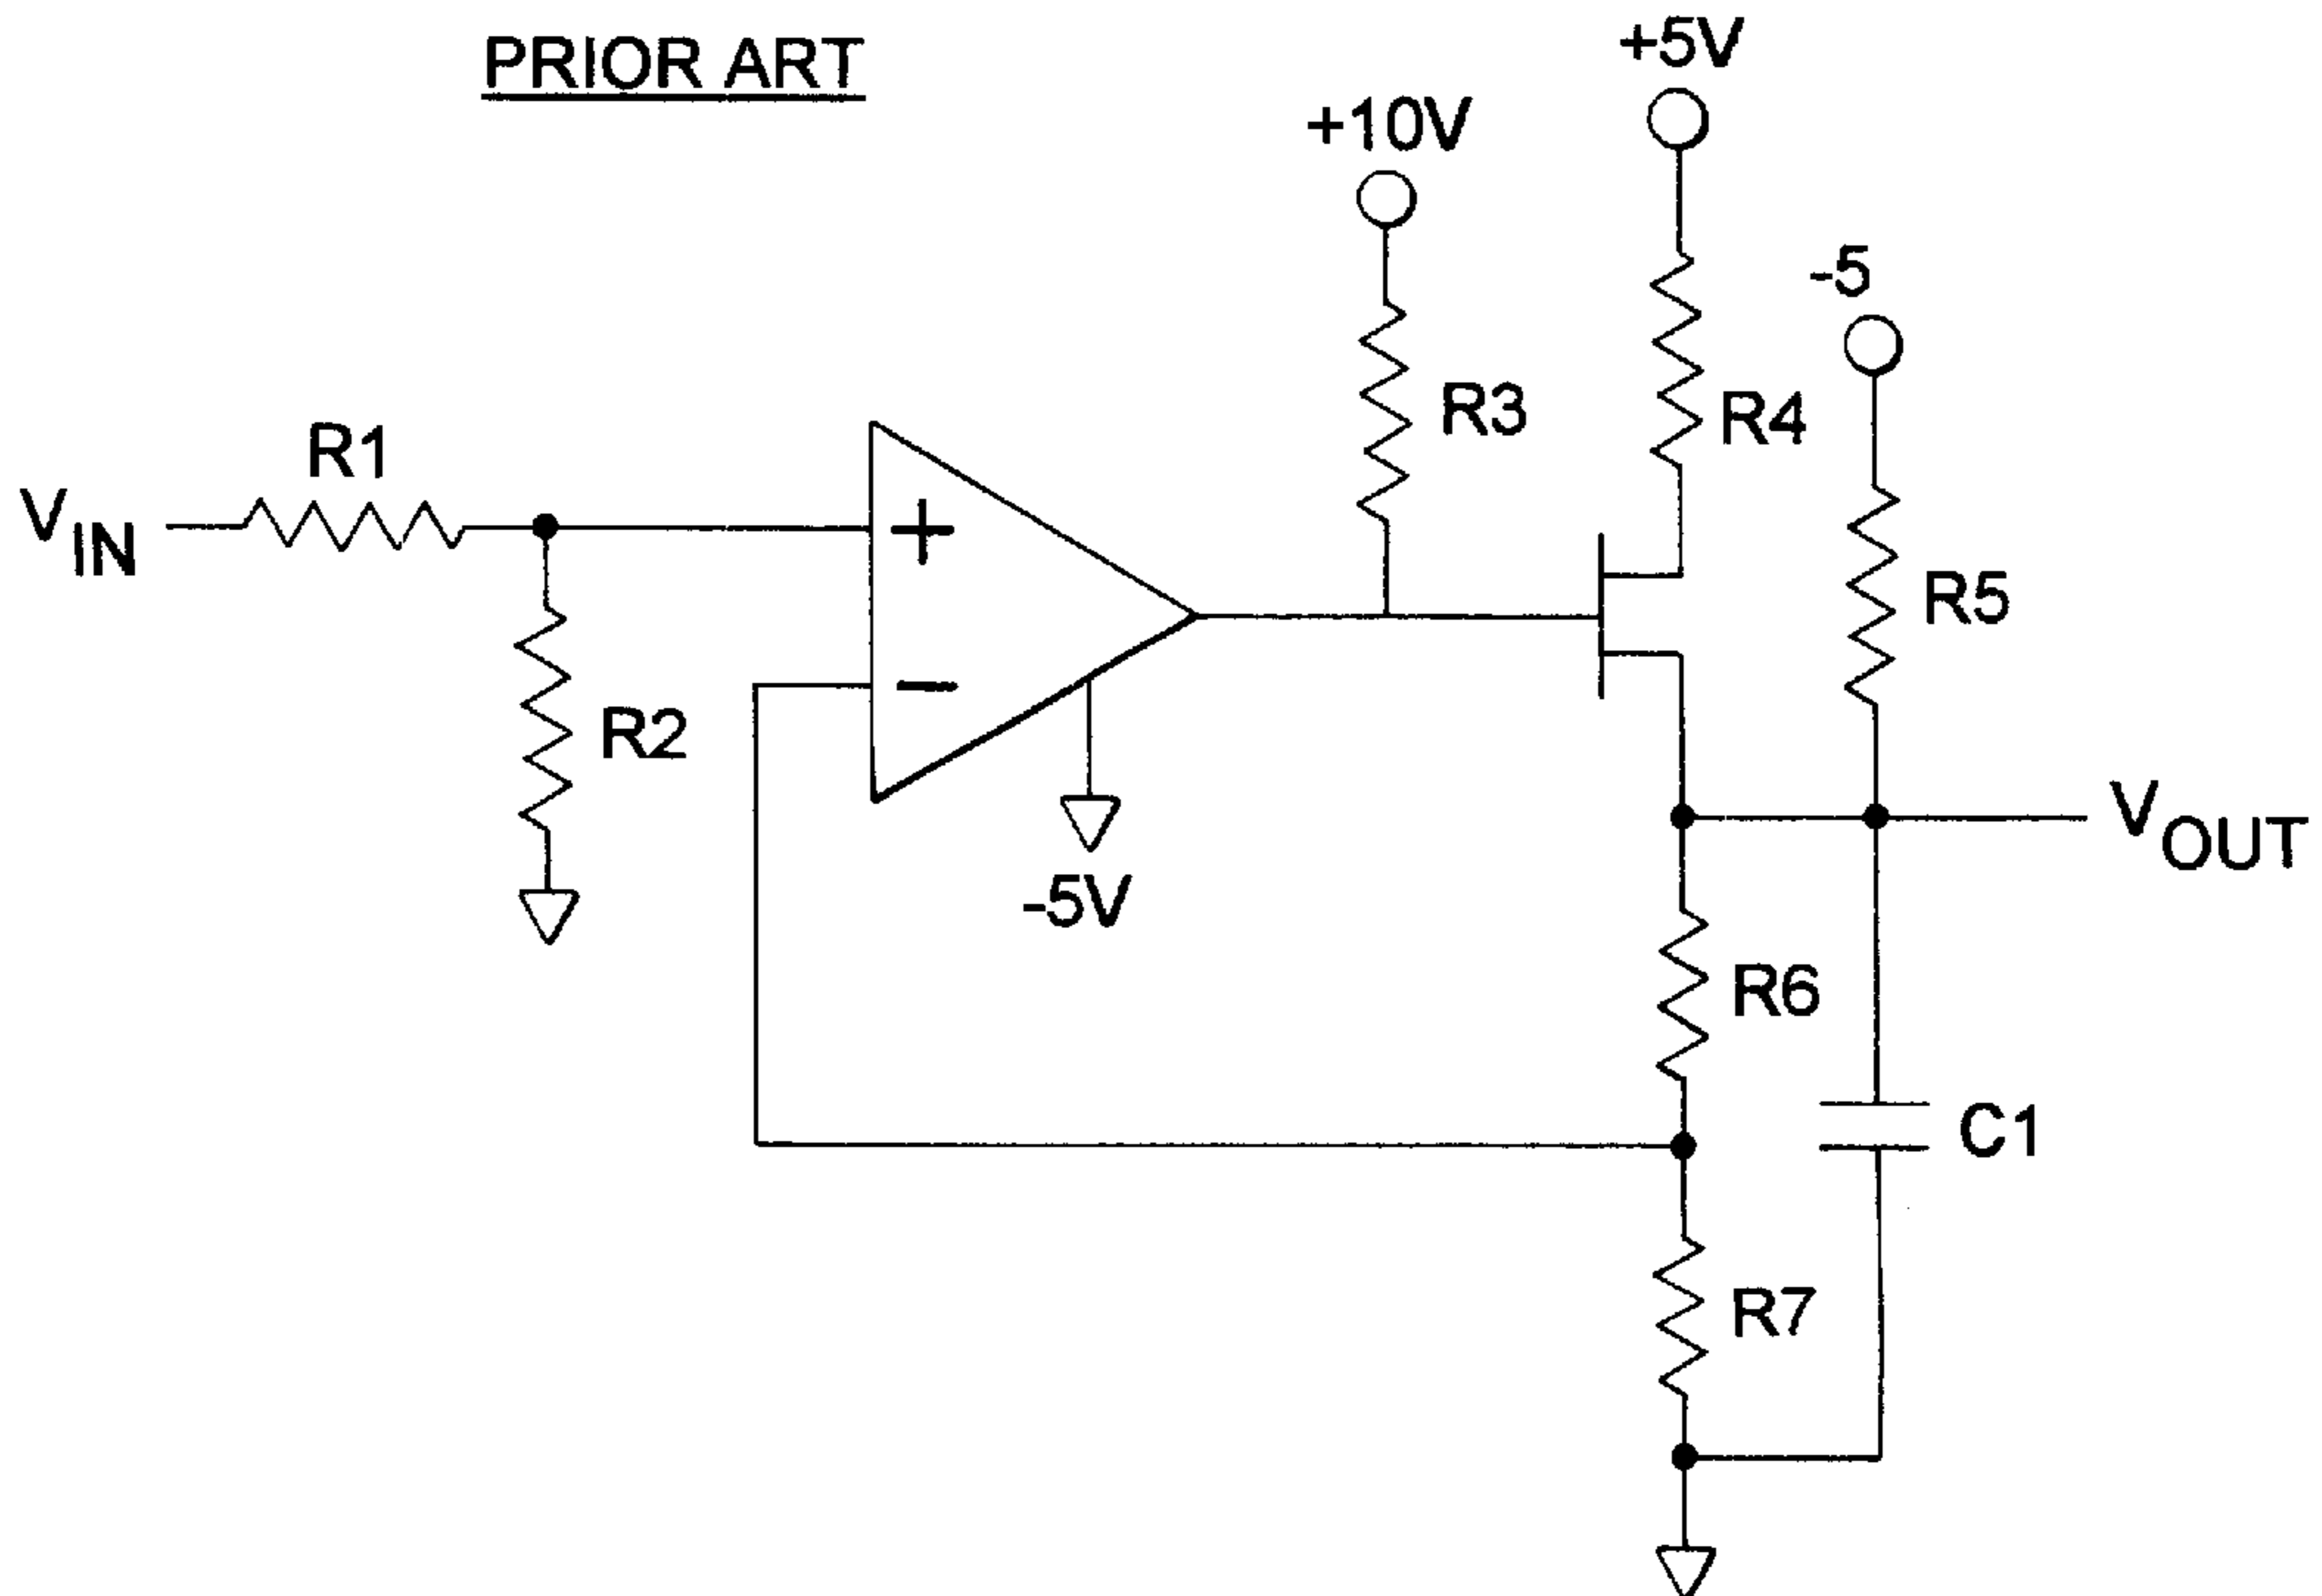 PRIOR ART
+5V
+10V
-5
R3
R4
R1
VIN
+
R5
R2
−
VOUT
-5V
R6
C1
R7